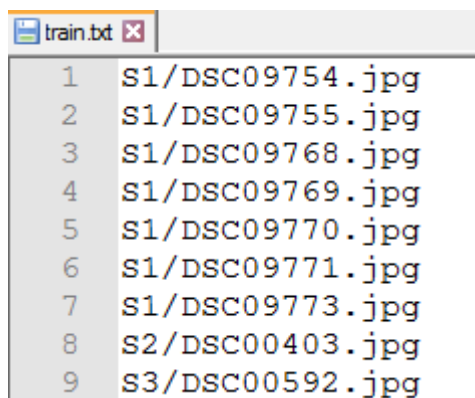 train.txt
1 S1/DSC09754.jpg
2 S1/DSC09755.jpg
3 S1/DSC09768.jpg
4 S1/DSC09769.jpg
5 S1/DSC09770.jpg
6 S1/DSC09771.jpg
7 S1/DSC09773.jpg
8 S2/DSC00403.jpg
9 S3/DSC00592.jpg